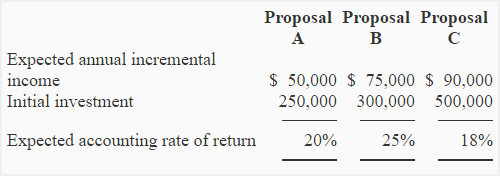 Proposal Proposal Proposal
A B C
Expected annual incremental
income $ 50,000 $ 75,000 $ 90,000
Initial investment 250,000 300,000 500,000
Expected accounting rate of return 20% 25% 18%